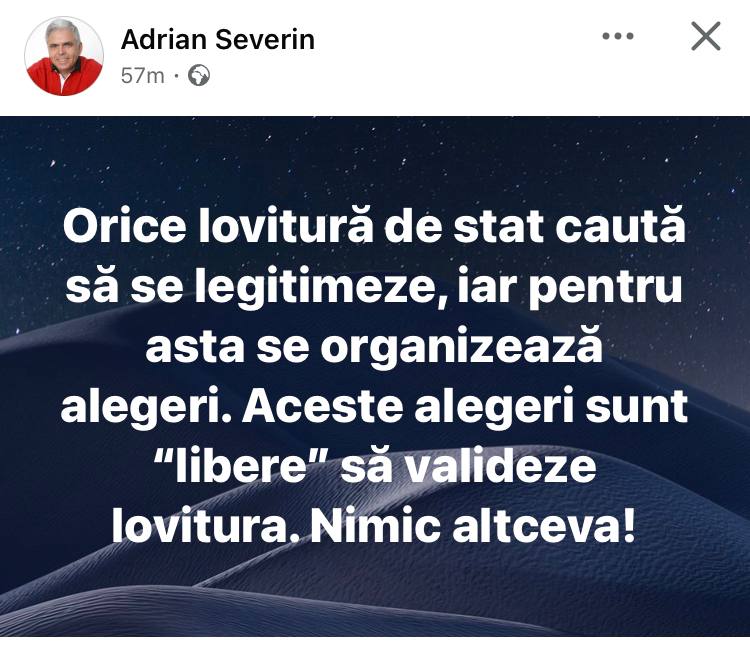 Adrian Severin
57m ·
Orice lovitură de stat caută
să se legitimeze, iar pentru
asta se organizează
alegeri. Aceste alegeri sunt
“libere” să valideze
lovitura. Nimic altceva!